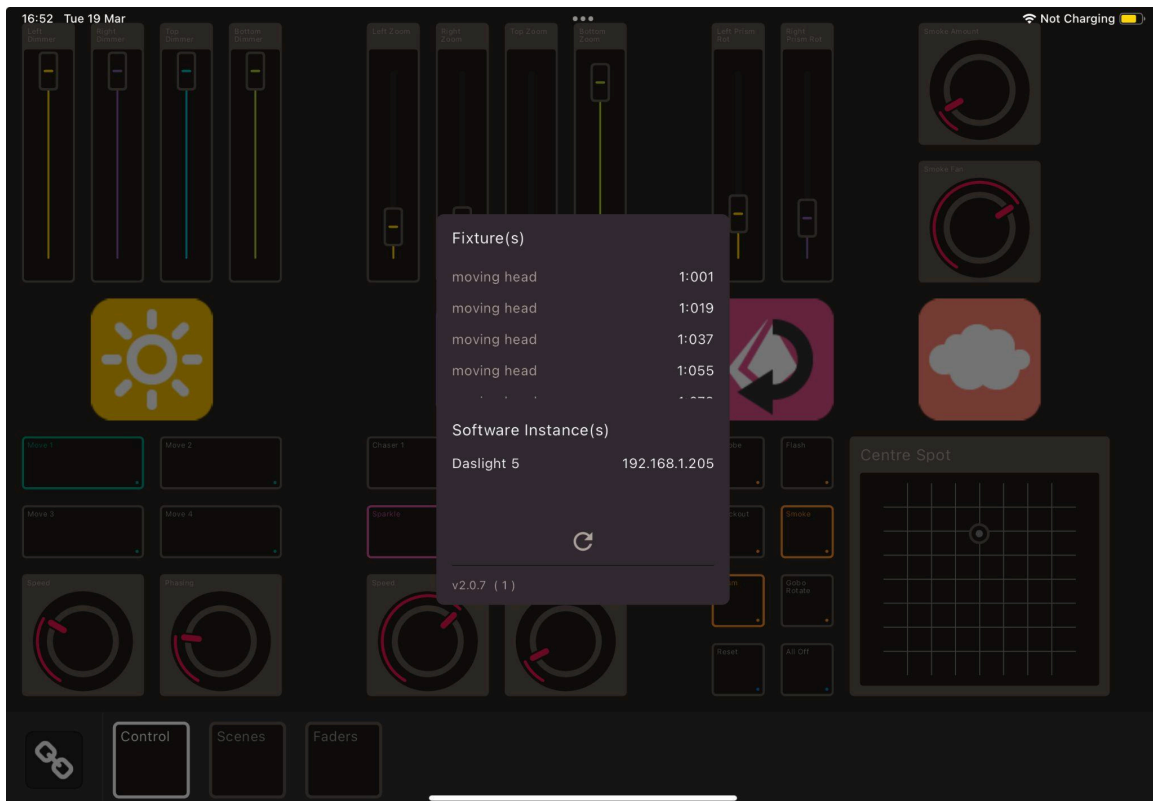 16:52 Tue 19 Mar
Not Charging
Left
Dimmer
Right
Dimmer
Top
Dimmer
Bottom
Dimmer
Left Zoom
Right
Zoom
Top Zoom
Bottom
Zoom
Left Prism
Rot
Right
Prism Rot
Smoke Amount
Smoke Fan
Fixture(s)
moving head 1:001
moving head 1:019
moving head 1:037
moving head 1:055
Software Instance(s)
Daslight 5 192.168.1.205
v2.0.7 ( 1 )
Move 1
Move 2
Chaser 1
Flash
Centre Spot
Move 3
Move 4
Sparkle
Smoke
Speed
Phasing
Speed
Gobo
Rotate
Reset
All Off
Control
Scenes
Faders